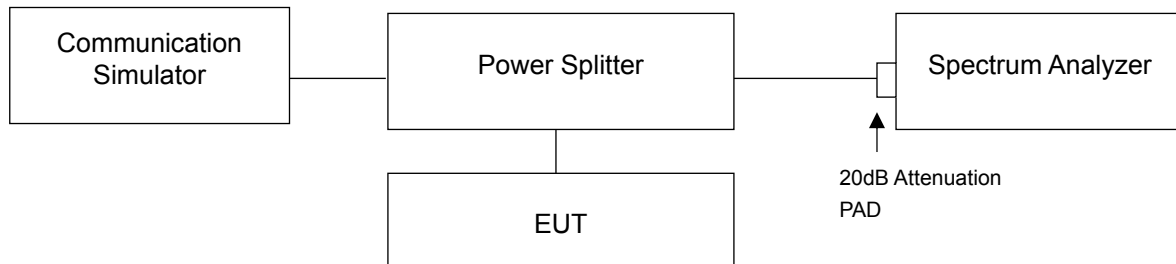 Communication
Simulator
Power Splitter
Spectrum Analyzer
20dB Attenuation
PAD
EUT